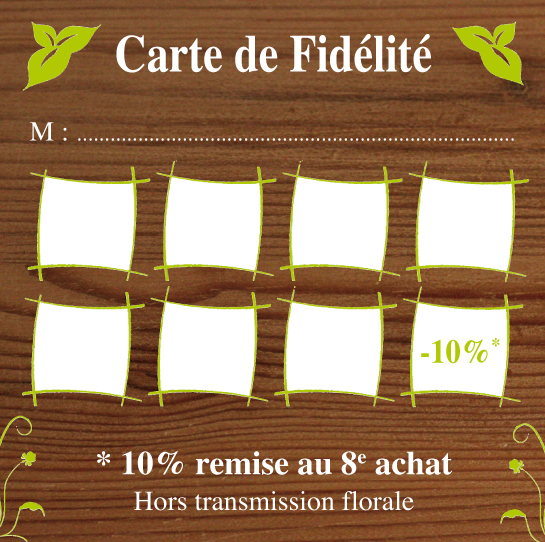 Carte de Fidélité
M : ......................................................................
-10%*
* 10% remise au 8e achat
Hors transmission florale